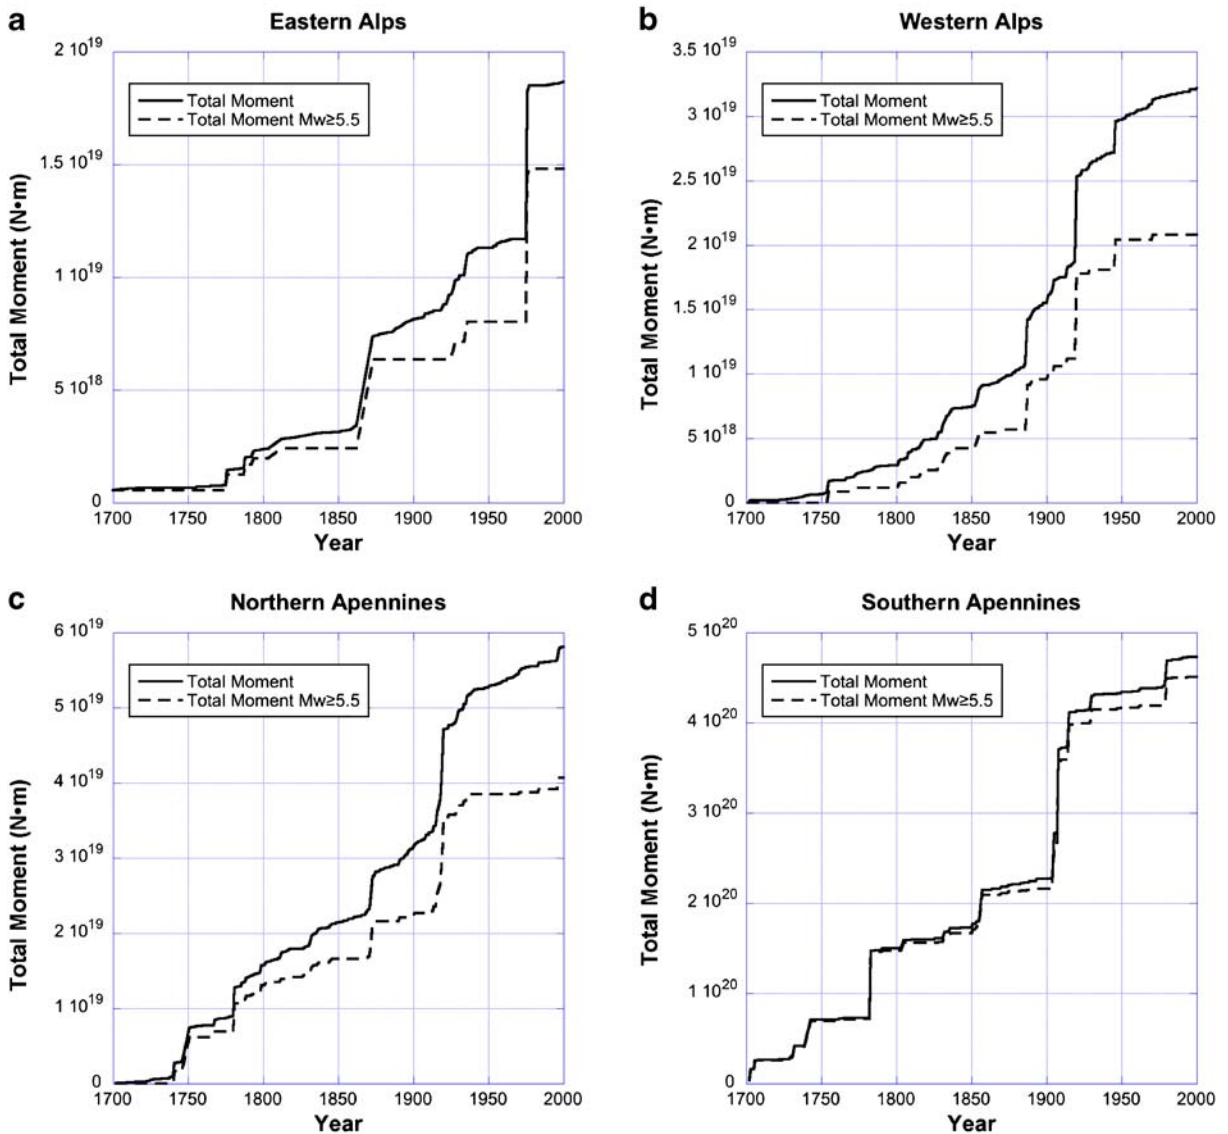 a
Eastern Alps
2 10^19
1.5 10^19
1 10^19
5 10^18
0
Total Moment (N•m)
Total Moment
Total Moment Mw≥5.5
1700 1750 1800 1850 1900 1950 2000
Year
b
Western Alps
3.5 10^19
3 10^19
2.5 10^19
2 10^19
1.5 10^19
1 10^19
5 10^18
0
Total Moment (N•m)
Total Moment
Total Moment Mw≥5.5
1700 1750 1800 1850 1900 1950 2000
Year
c
Northern Apennines
6 10^19
5 10^19
4 10^19
3 10^19
2 10^19
1 10^19
0
Total Moment (N•m)
Total Moment
Total Moment Mw≥5.5
1700 1750 1800 1850 1900 1950 2000
Year
d
Southern Apennines
5 10^20
4 10^20
3 10^20
2 10^20
1 10^20
0
Total Moment (N•m)
Total Moment
Total Moment Mw≥5.5
1700 1750 1800 1850 1900 1950 2000
Year